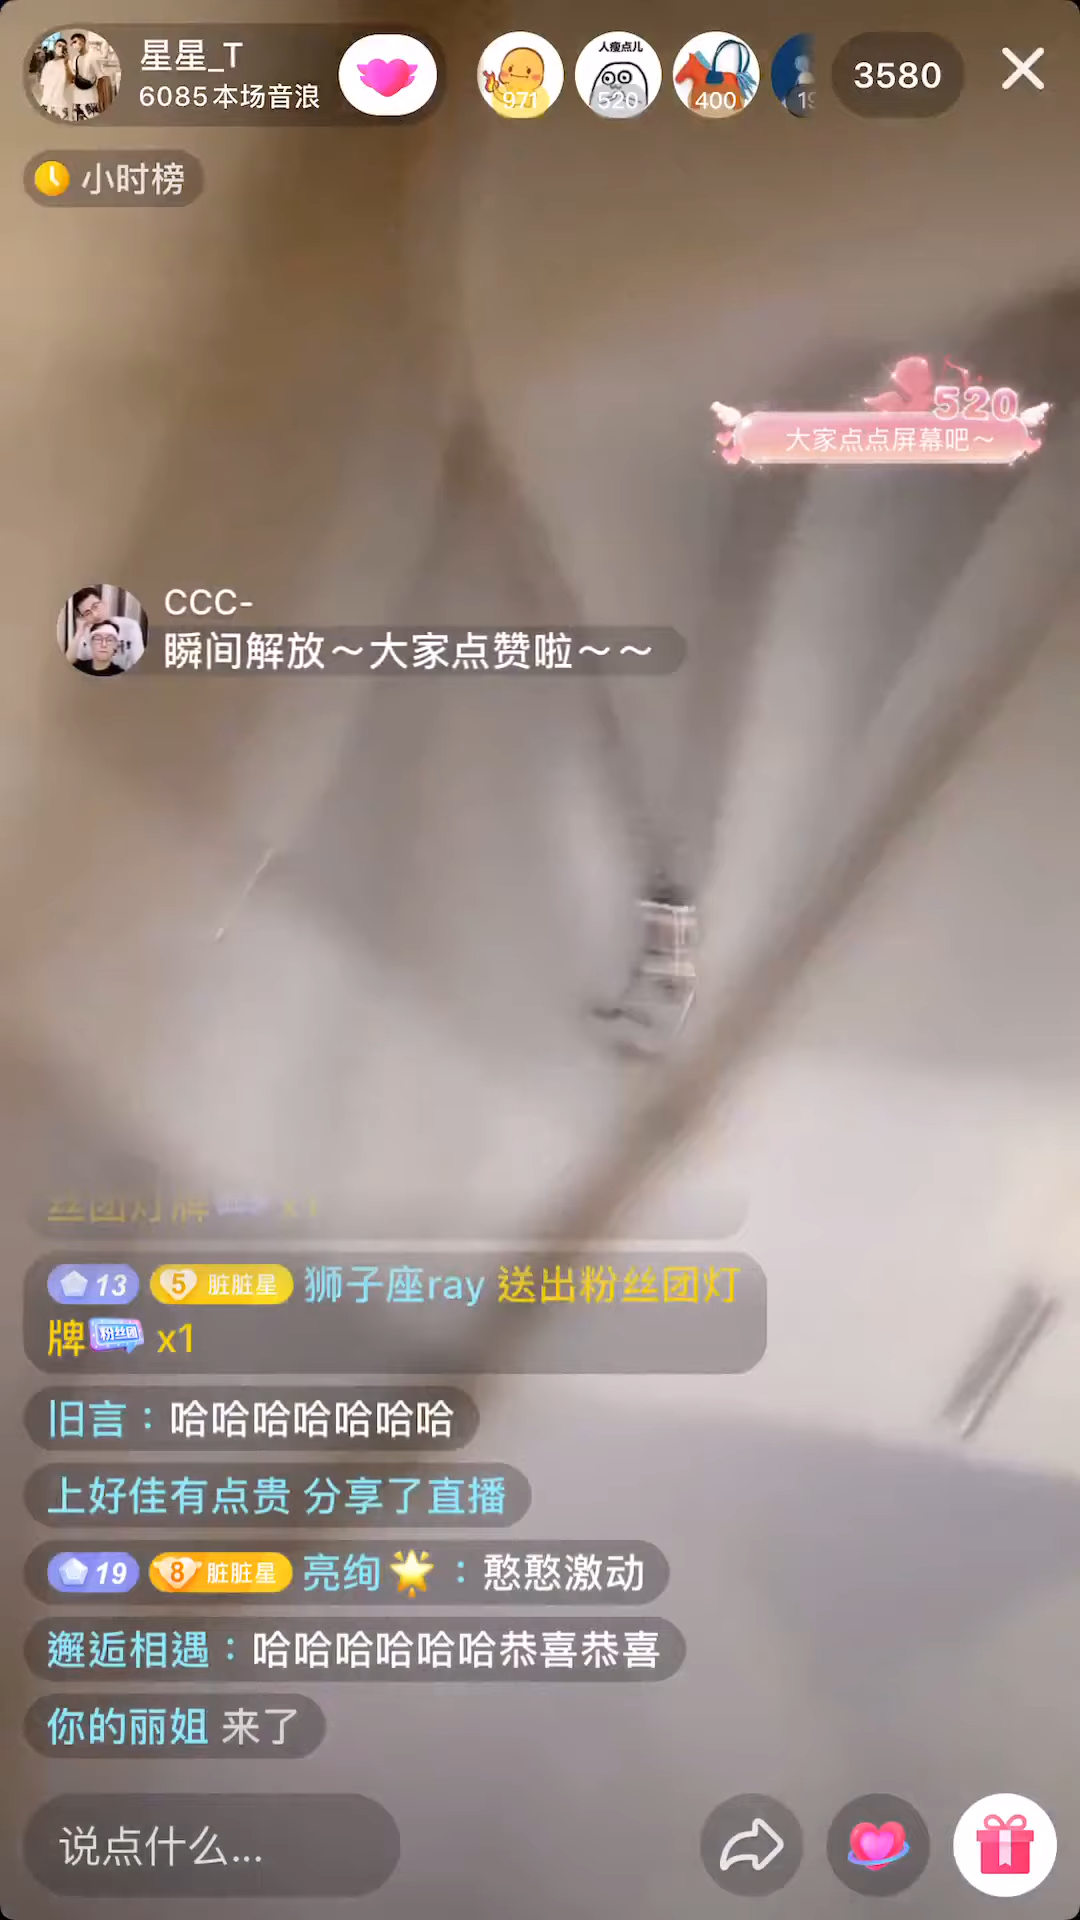 星星_T
6085本场音浪
971
人瘦点儿
520
400
19
3580
小时榜
520
大家点点屏幕吧～
CCC-
瞬间解放～大家点赞啦～～
丝团灯牌 x1
13 5 脏脏星 狮子座ray 送出粉丝团灯
牌 粉丝团 x1
旧言：哈哈哈哈哈哈哈
上好佳有点贵 分享了直播
19 8 脏脏星 亮绚🌟：憨憨激动
邂逅相遇：哈哈哈哈哈哈恭喜恭喜
你的丽姐 来了
说点什么...